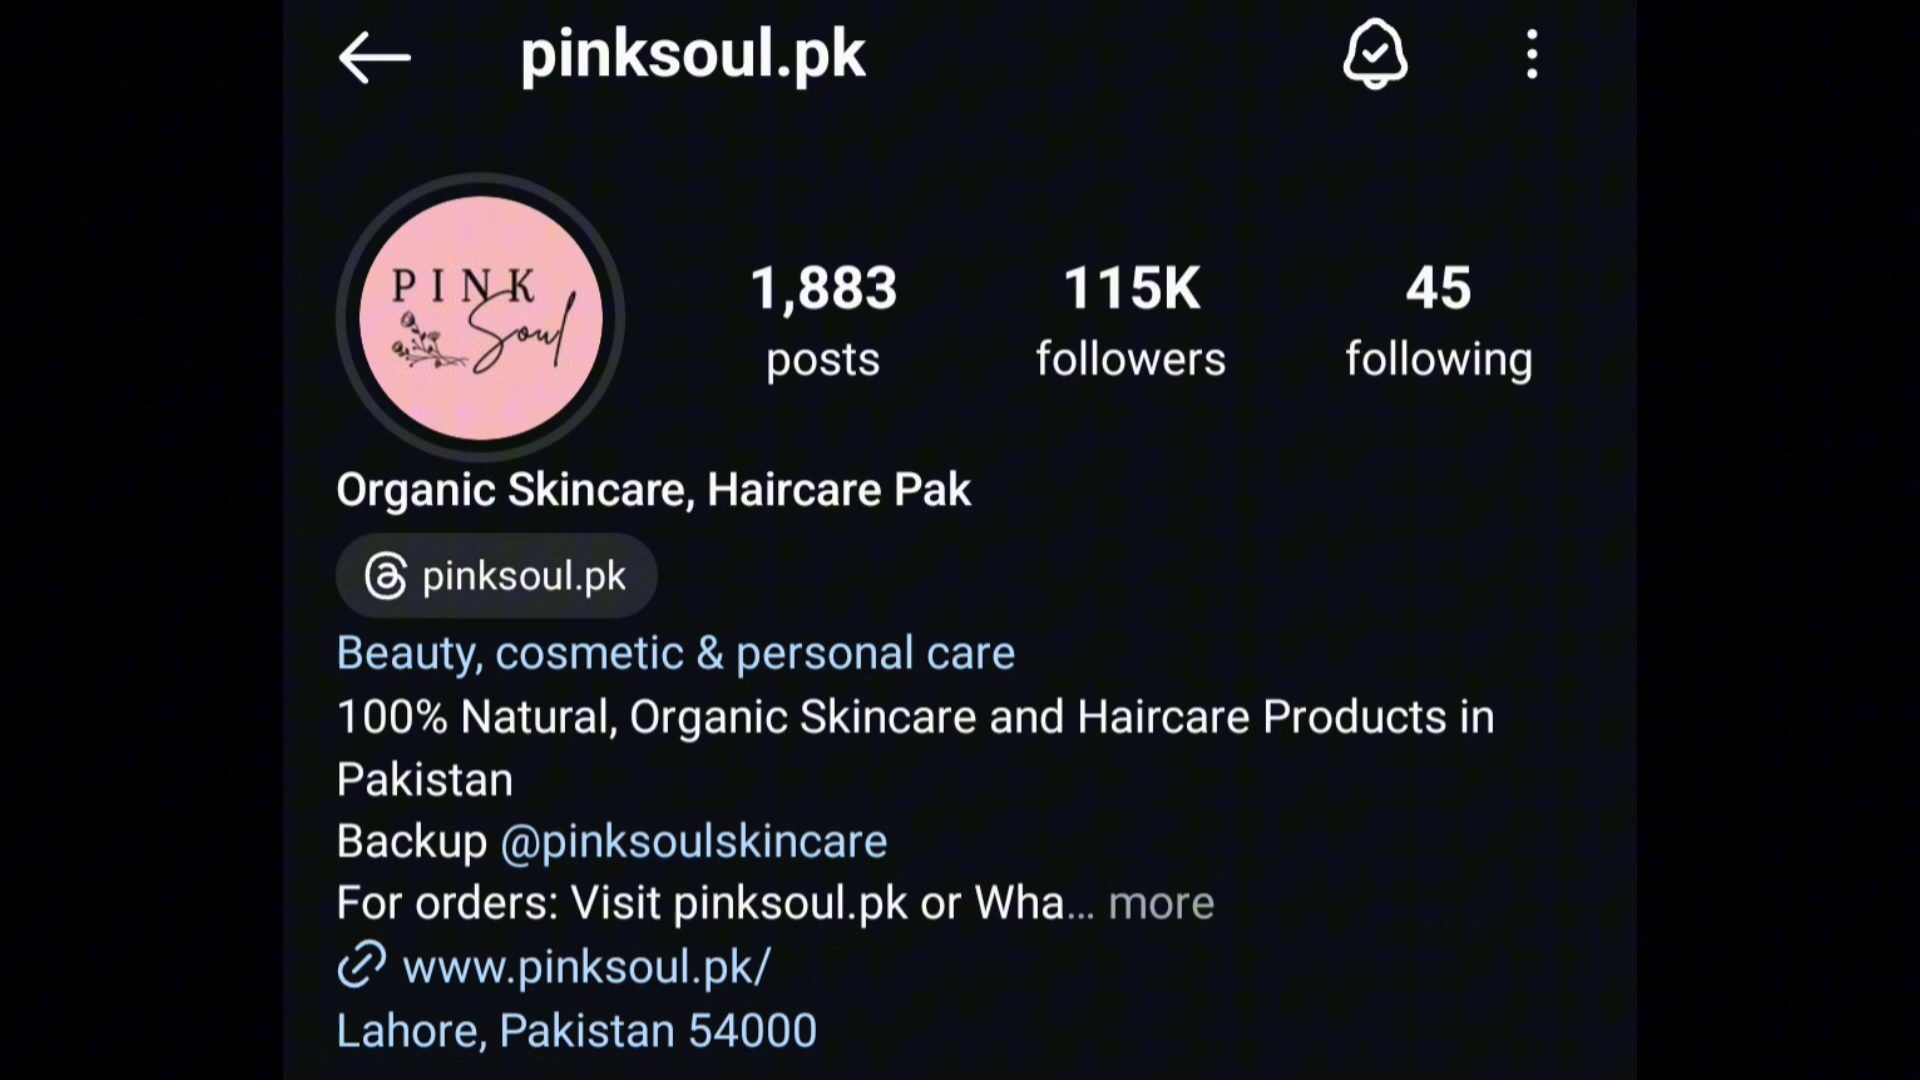 pinksoul.pk
PINK
Soul
1,883
posts
115K
followers
45
following
Organic Skincare, Haircare Pak
pinksoul.pk
Beauty, cosmetic & personal care
100% Natural, Organic Skincare and Haircare Products in
Pakistan
Backup @pinksoulskincare
For orders: Visit pinksoul.pk or Wha... more
www.pinksoul.pk/
Lahore, Pakistan 54000